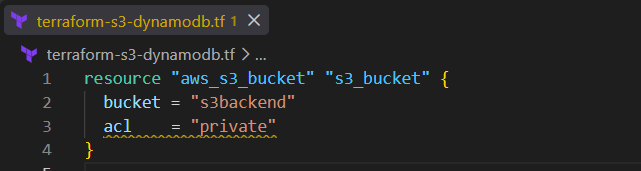 terraform-s3-dynamodb.tf 1 ×
terraform-s3-dynamodb.tf > ...
1 resource "aws_s3_bucket" "s3_bucket" {
2   bucket = "s3backend"
3   acl    = "private"
4 }
5